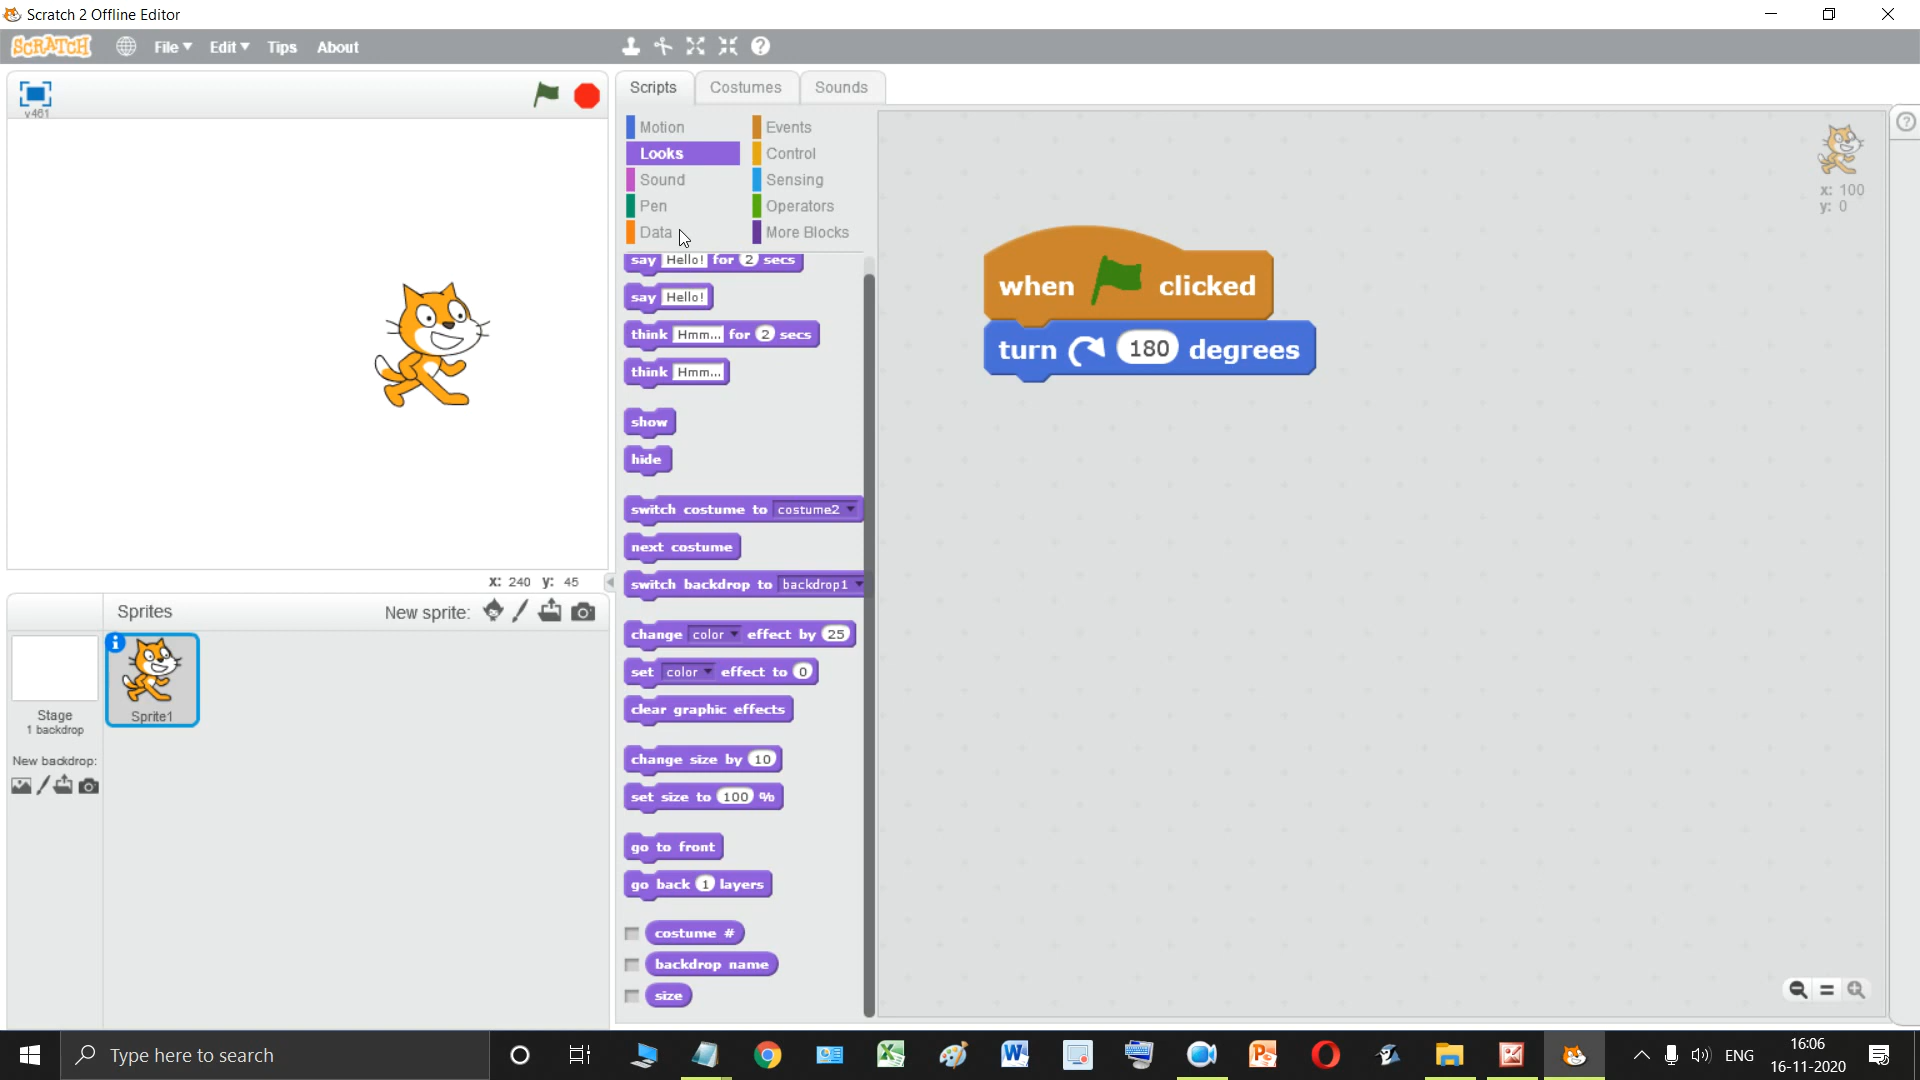 Scratch 2 Offline Editor
SCRATCH File Edit Tips About
v461
Scripts Costumes Sounds
Motion Events
Looks Control
Sound Sensing
Pen Operators
Data More Blocks
say Hello! for 2 secs
say Hello!
think Hmm... for 2 secs
think Hmm...
show
hide
switch costume to costume2
next costume
switch backdrop to backdrop1
change color effect by 25
set color effect to 0
clear graphic effects
change size by 10
set size to 100 %
go to front
go back 1 layers
costume #
backdrop name
size
when clicked
turn 180 degrees
x: 100
y: 0
x: 240 y: 45
Sprites New sprite:
Stage
1 backdrop
New backdrop:
Sprite1
Type here to search
ENG
16:06
16-11-2020